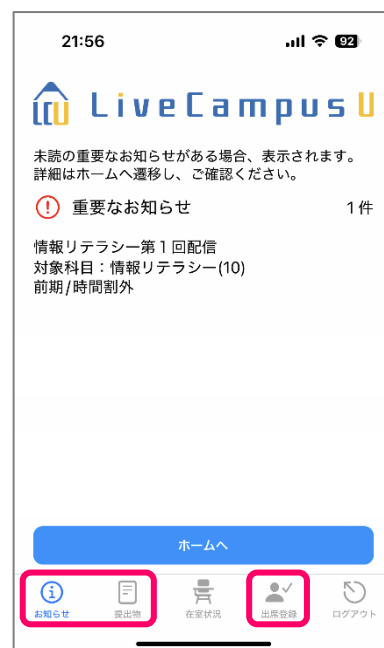 21:56
92
LCU LiveCampus U
未読の重要なお知らせがある場合、表示されます。
詳細はホームへ遷移し、ご確認ください。
重要なお知らせ 1件
情報リテラシー第1回配信
対象科目：情報リテラシー(10)
前期/時間割外
ホームへ
お知らせ 提出物 在室状況 出席登録 ログアウト